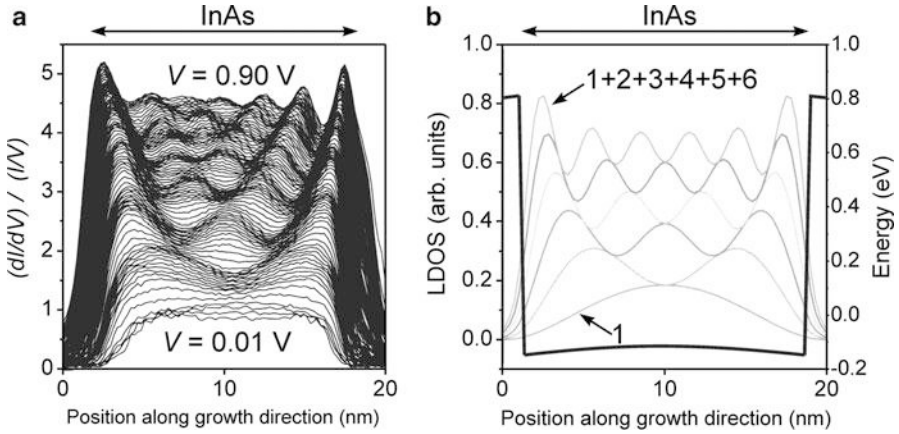 a
InAs
V = 0.90 V
V = 0.01 V
(dI/dV) / (I/V)
5
4
3
2
1
0
0 10 20
Position along growth direction (nm)
b
InAs
1+2+3+4+5+6
1
LDOS (arb. units)
1.0
0.8
0.6
0.4
0.2
0.0
Energy (eV)
1.0
0.8
0.6
0.4
0.2
0.0
-0.2
0 10 20
Position along growth direction (nm)